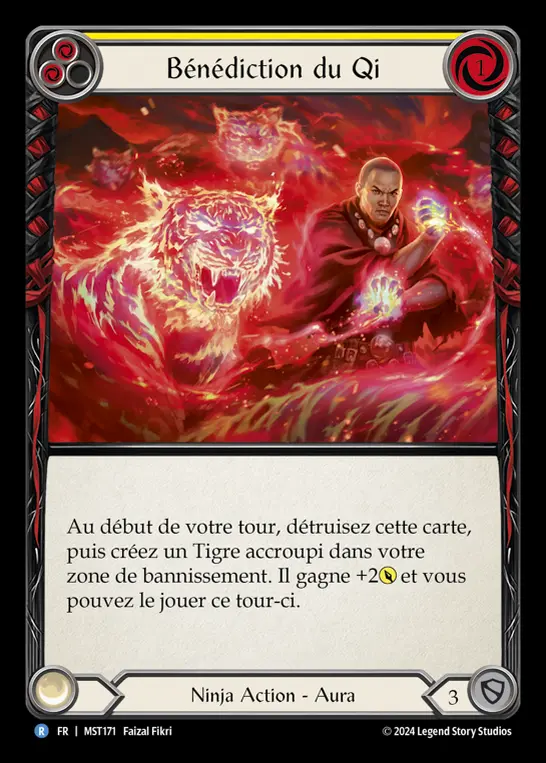 Bénédiction du Qi
1
Au début de votre tour, détruisez cette carte,
puis créez un Tigre accroupi dans votre
zone de bannissement. Il gagne +2 et vous
pouvez le jouer ce tour-ci.
Ninja Action - Aura
3
R FR | MST171 Faizal Fikri
© 2024 Legend Story Studios